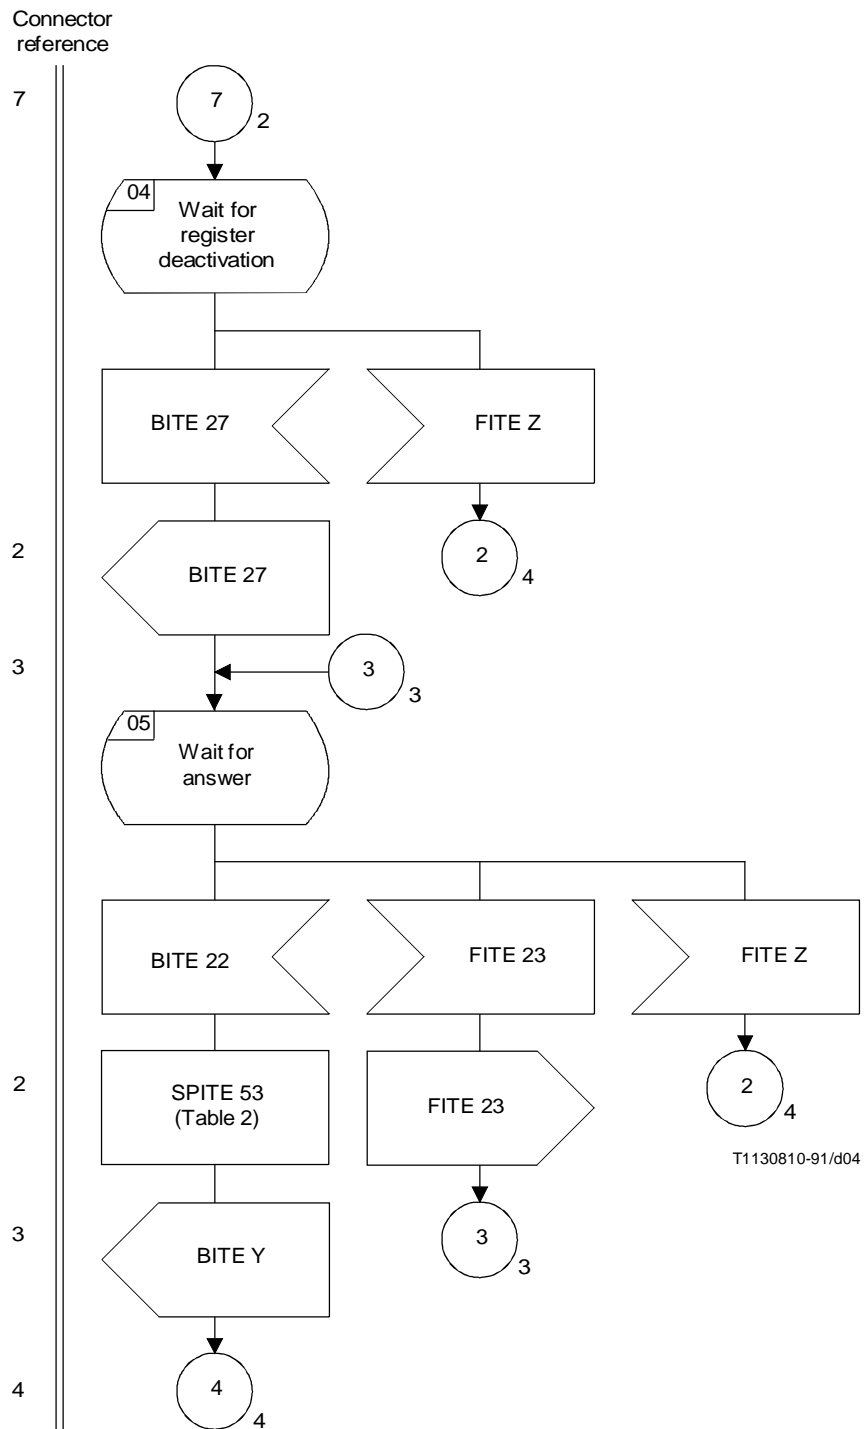 Connector
reference
7
7
2
04
Wait for
register
deactivation
BITE 27
FITE Z
2
2
4
BITE 27
3
3
3
05
Wait for
answer
BITE 22
FITE 23
FITE Z
2
SPITE 53
(Table 2)
FITE 23
2
4
T1130810-91/d04
3
BITE Y
3
3
4
4
4